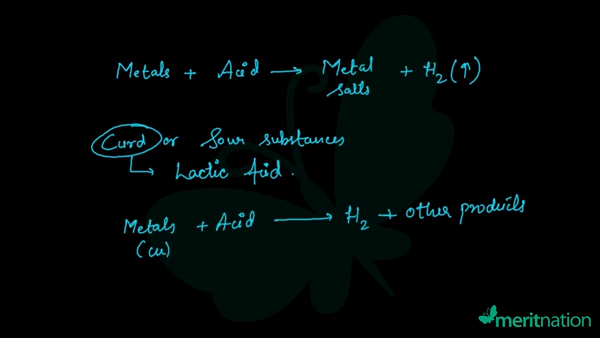 Metals + Acid → Metal salts + H₂ (↑)
Curd or Sour substances
↳ Lactic Acid.
Metals + Acid → H₂ + other products
(Cu)
meritnation